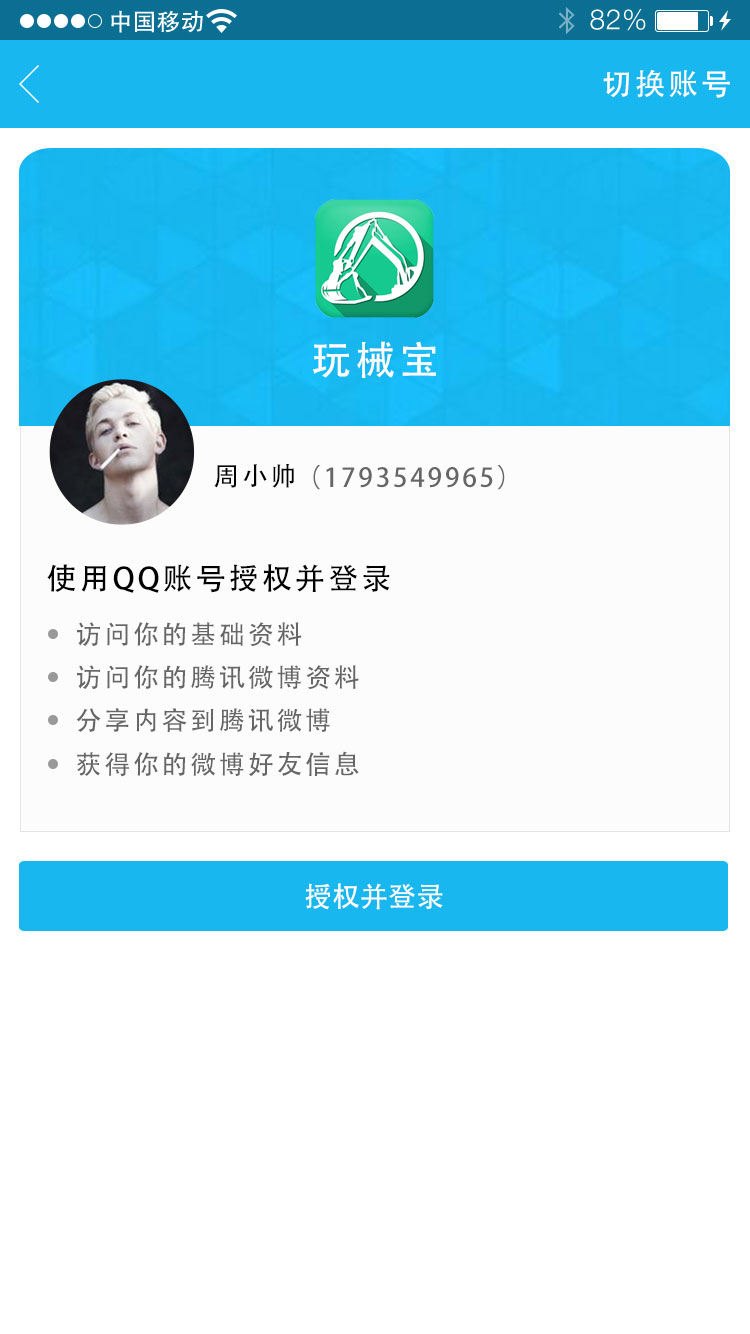 中国移动 82%
切换账号
玩械宝
周小帅（1793549965）
使用QQ账号授权并登录
访问你的基础资料
访问你的腾讯微博资料
分享内容到腾讯微博
获得你的微博好友信息
授权并登录